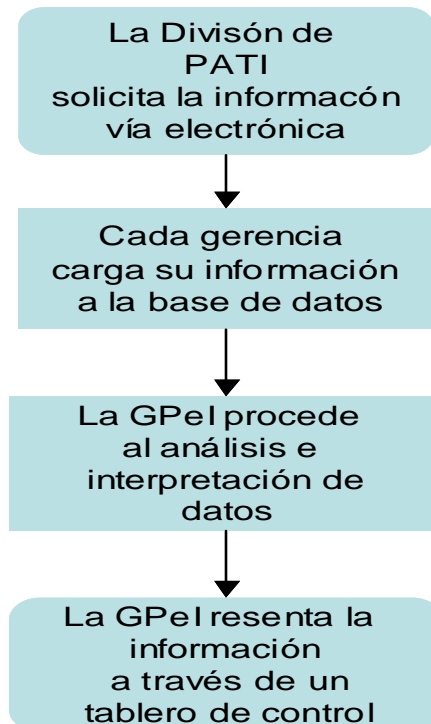 La Divisón de
PATI
solicita la informacón
vía electrónica
Cada gerencia
carga su información
a la base de datos
La GPeI procede
al análisis e
interpretación de
datos
La GPeI resenta la
información
a través de un
tablero de control